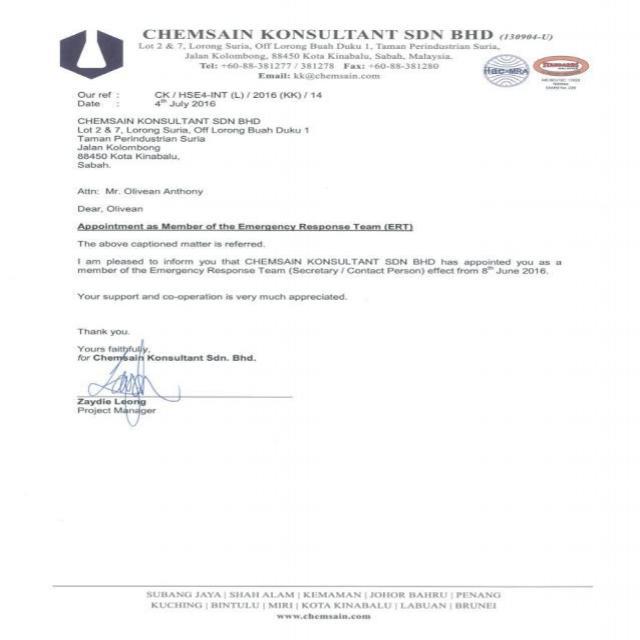 CHEMSAIN KONSULTANT SDN BHD (130904-U)
Lot 2 & 7, Lorong Suria, Off Lorong Buah Duku 1, Taman Perindustrian Suria,
Jalan Kolombong, 88450 Kota Kinabalu, Sabah, Malaysia.
Tel: +60-88-381277 / 381278 Fax: +60-88-381280
Email: kk@chemsain.com
ilac-MRA
Our ref : CK / HSE4-INT (L) / 2016 (KK) / 14
Date : 4th July 2016
CHEMSAIN KONSULTANT SDN BHD
Lot 2 & 7, Lorong Suria, Off Lorong Buah Duku 1
Taman Perindustrian Suria
Jalan Kolombong
88450 Kota Kinabalu,
Sabah.
Attn: Mr. Olivean Anthony
Dear, Olivean
Appointment as Member of the Emergency Response Team (ERT)
The above captioned matter is referred.
I am pleased to inform you that CHEMSAIN KONSULTANT SDN BHD has appointed you as a
member of the Emergency Response Team (Secretary / Contact Person) effect from 8th June 2016.
Your support and co-operation is very much appreciated.
Thank you.
Yours faithfully,
for Chemsain Konsultant Sdn. Bhd.
Zaydie Leong
Project Manager
SUBANG JAYA | SHAH ALAM | KEMAMAN | JOHOR BAHRU | PENANG
KUCHING | BINTULU | MIRI | KOTA KINABALU | LABUAN | BRUNEI
www.chemsain.com